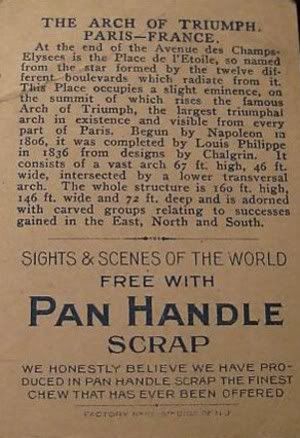 THE ARCH OF TRIUMPH.
PARIS—FRANCE.
At the end of the Avenue des Champs-
Elysees is the Place de l'Etoile, so named
from the star formed by the twelve dif-
ferent boulevards which radiate from it.
This Place occupies a slight eminence, on
the summit of which rises the famous
Arch of Triumph, the largest triumphal
arch in existence and visible from every
part of Paris. Begun by Napoleon in
1806, it was completed by Louis Philippe
in 1836 from designs by Chalgrin. It
consists of a vast arch 67 ft. high, 46 ft.
wide, intersected by a lower transversal
arch. The whole structure is 160 ft. high,
146 ft. wide and 72 ft. deep and is adorned
with carved groups relating to successes
gained in the East, North and South.
SIGHTS & SCENES OF THE WORLD
FREE WITH
PAN HANDLE
SCRAP
WE HONESTLY BELIEVE WE HAVE PRO-
DUCED IN PAN HANDLE SCRAP THE FINEST
CHEW THAT HAS EVER BEEN OFFERED
FACTORY OF N.J.